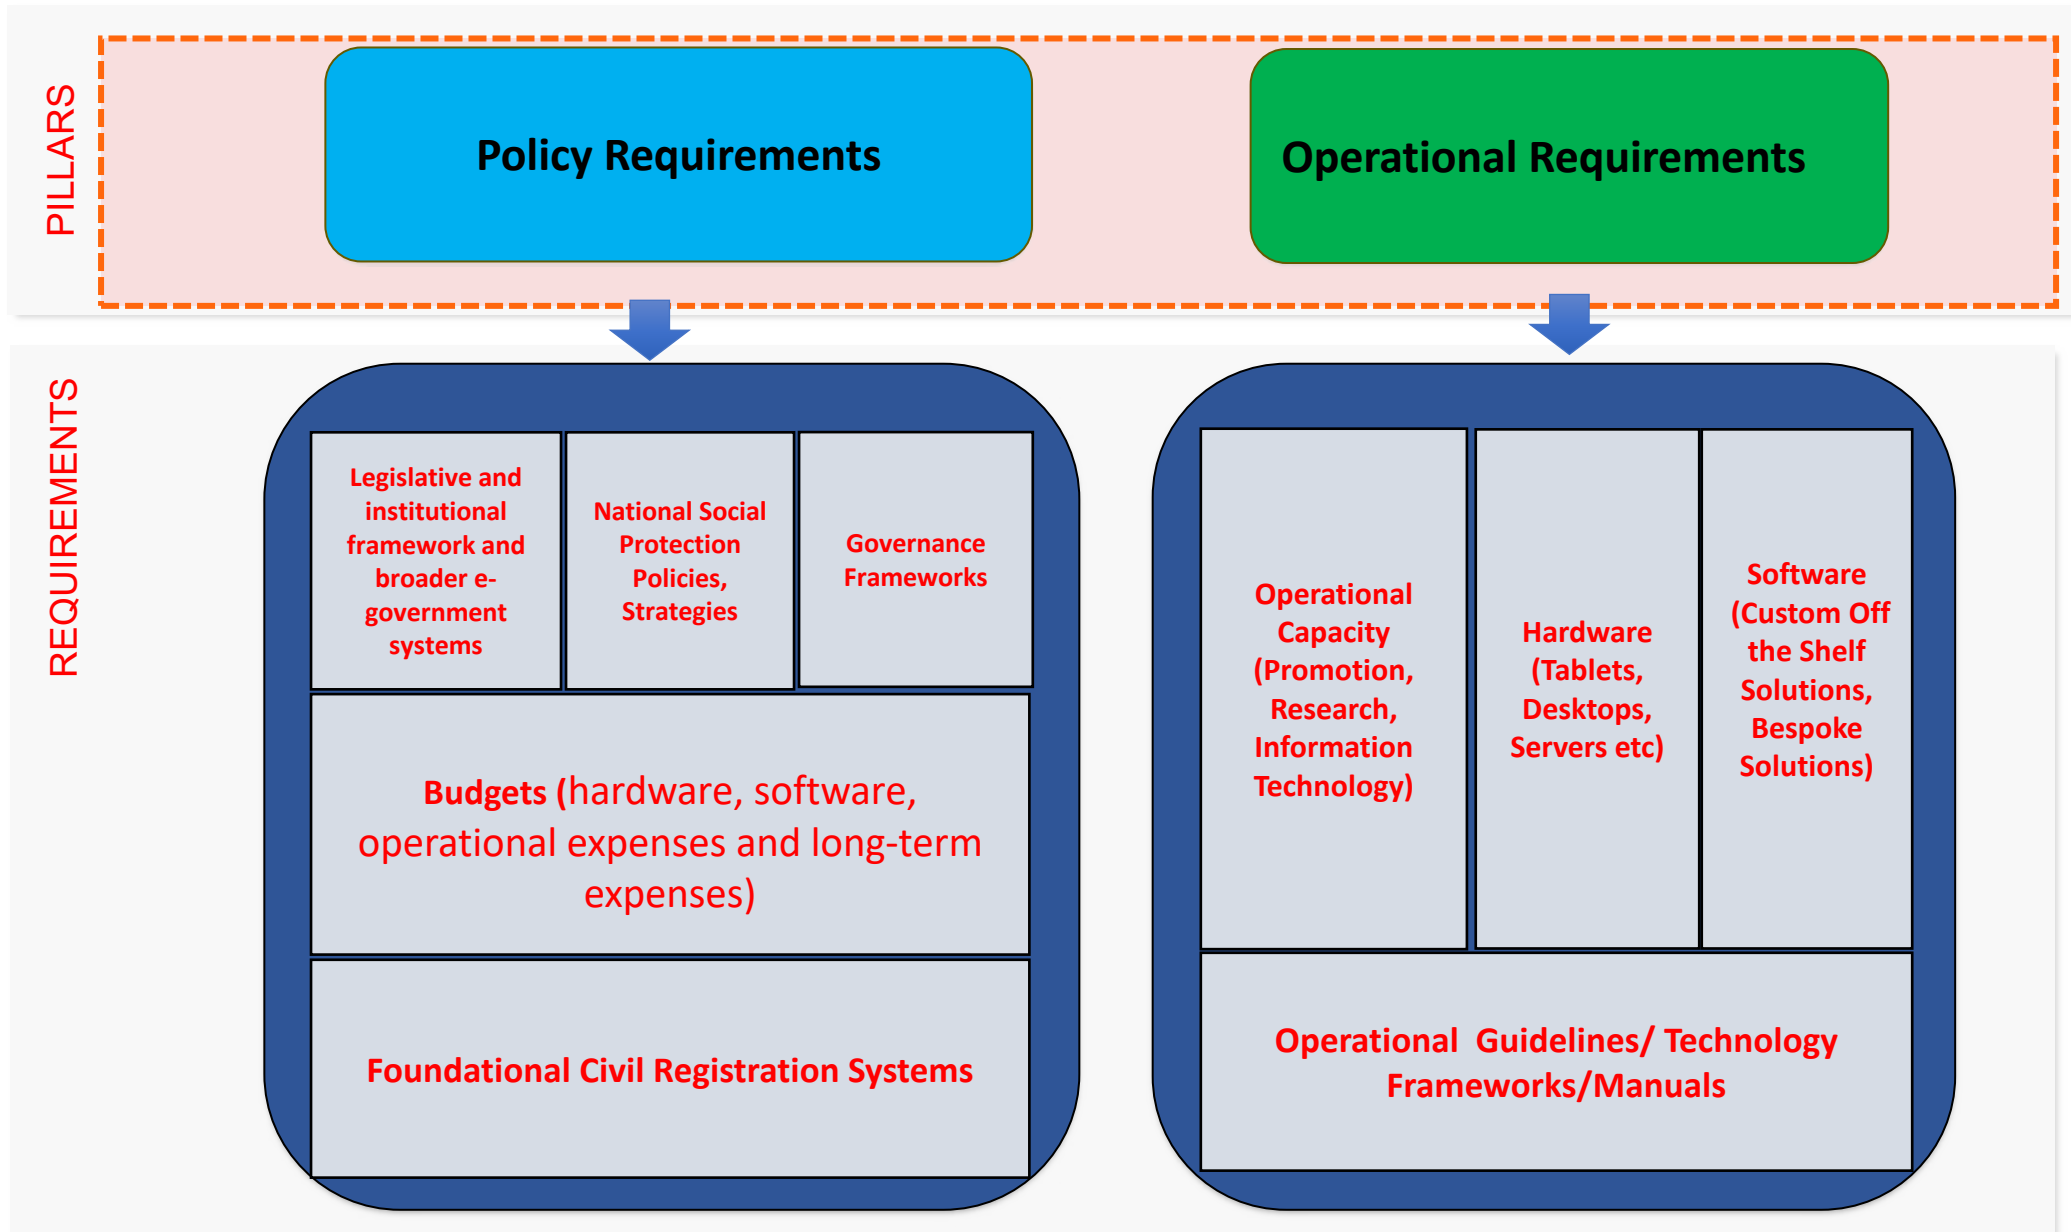 PILLARS
Policy Requirements
Operational Requirements
REQUIREMENTS
Legislative and
institutional
framework and
broader e-
government
systems
National Social
Protection
Policies,
Strategies
Governance
Frameworks
Budgets (hardware, software,
operational expenses and long-term
expenses)
Foundational Civil Registration Systems
Operational
Capacity
(Promotion,
Research,
Information
Technology)
Hardware
(Tablets,
Desktops,
Servers etc)
Software
(Custom Off
the Shelf
Solutions,
Bespoke
Solutions)
Operational  Guidelines/ Technology
Frameworks/Manuals